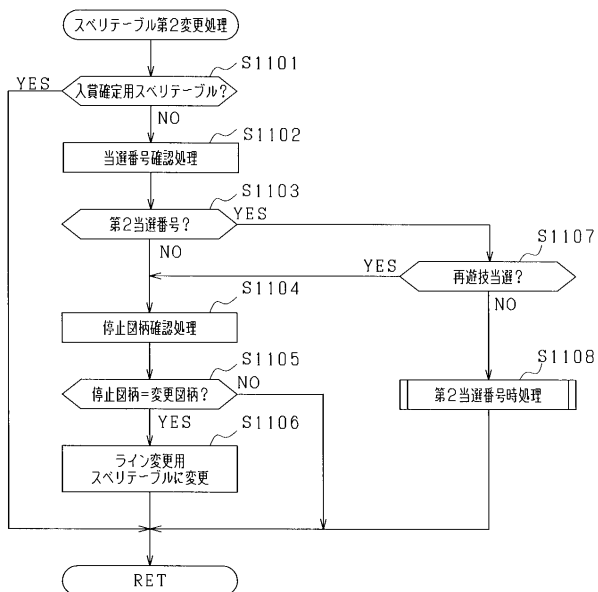 スベリテーブル第2変更処理
S1101
YES
入賞確定用スベリテーブル?
NO
S1102
当選番号確認処理
S1103
第2当選番号?
YES
NO
S1107
YES
再遊技当選?
NO
S1104
停止図柄確認処理
S1105
停止図柄=変更図柄?
NO
YES
S1108
第2当選番号時処理
S1106
ライン変更用
スベリテーブルに変更
RET